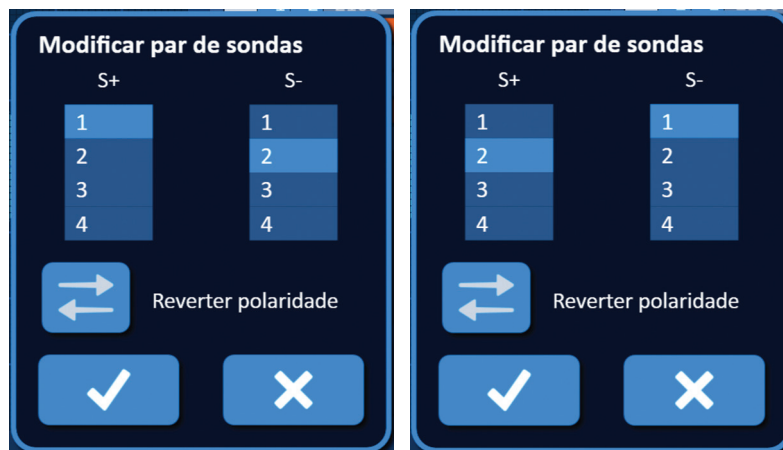 Modificar par de sondas
S+ S-
1 1
2 2
3 3
4 4
Reverter polaridade
Modificar par de sondas
S+ S-
1 1
2 2
3 3
4 4
Reverter polaridade